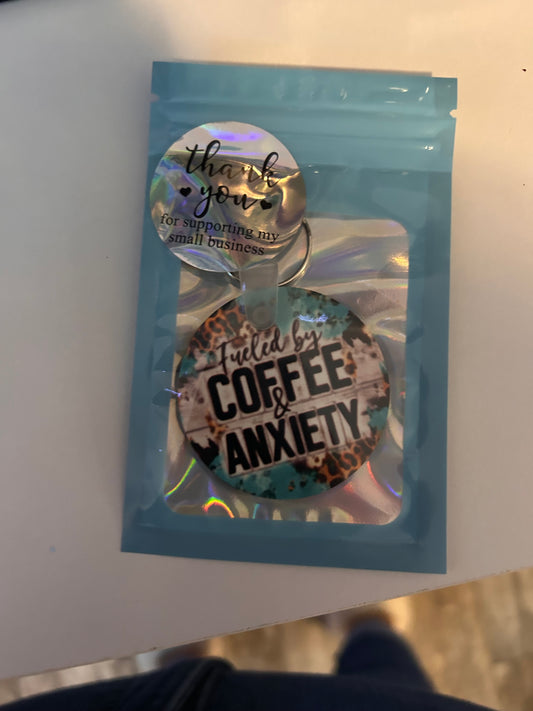 thank
you
for supporting my
small business
Fueled by
COFFEE
&
ANXIETY